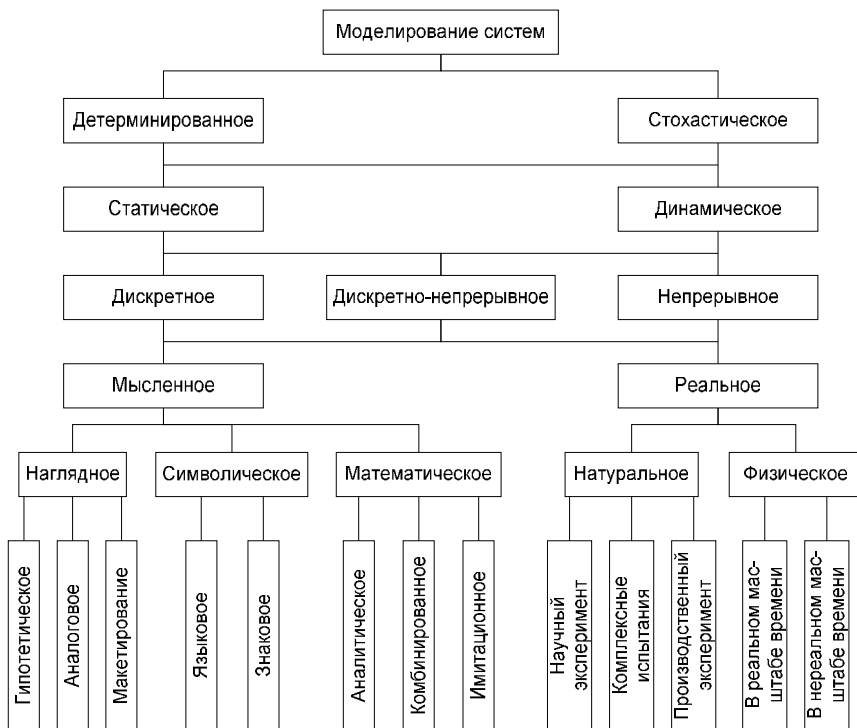 Моделирование систем
Детерминированное
Стохастическое
Статическое
Динамическое
Дискретное
Дискретно-непрерывное
Непрерывное
Мысленное
Реальное
Наглядное
Символическое
Математическое
Натуральное
Физическое
Гипотетическое
Аналоговое
Макетирование
Языковое
Знаковое
Аналитическое
Комбинированное
Имитационное
Научный
эксперимент
Комплексные
испытания
Производственный
эксперимент
В реальном мас-
штабе времени
В нереальном мас-
штабе времени